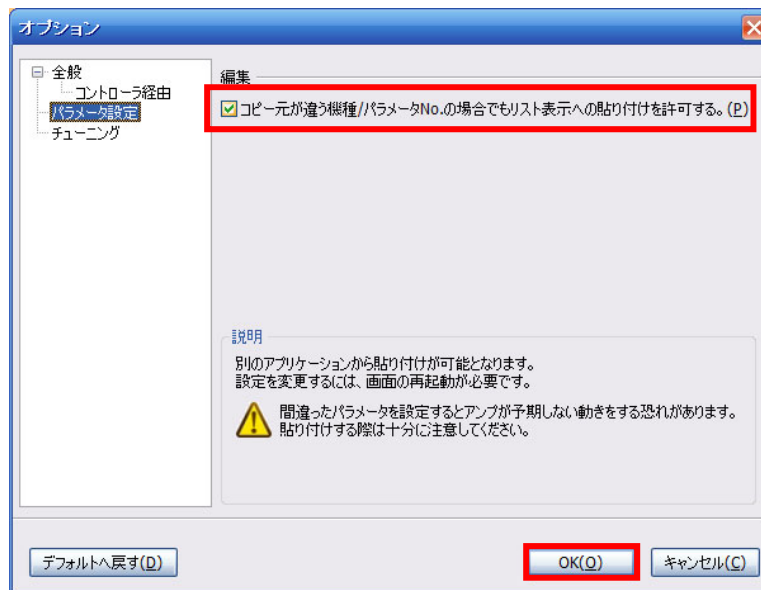 オプション
全般
コントローラ経由
パラメータ設定
チューニング
編集
コピー元が違う機種/パラメータNo.の場合でもリスト表示への貼り付けを許可する。(P)
説明
別のアプリケーションから貼り付けが可能となります。
設定を変更するには、画面の再起動が必要です。
間違ったパラメータを設定するとアンプが予期しない動きをする恐れがあります。
貼り付けする際は十分に注意してください。
デフォルトへ戻す(D)
OK(O)
キャンセル(C)